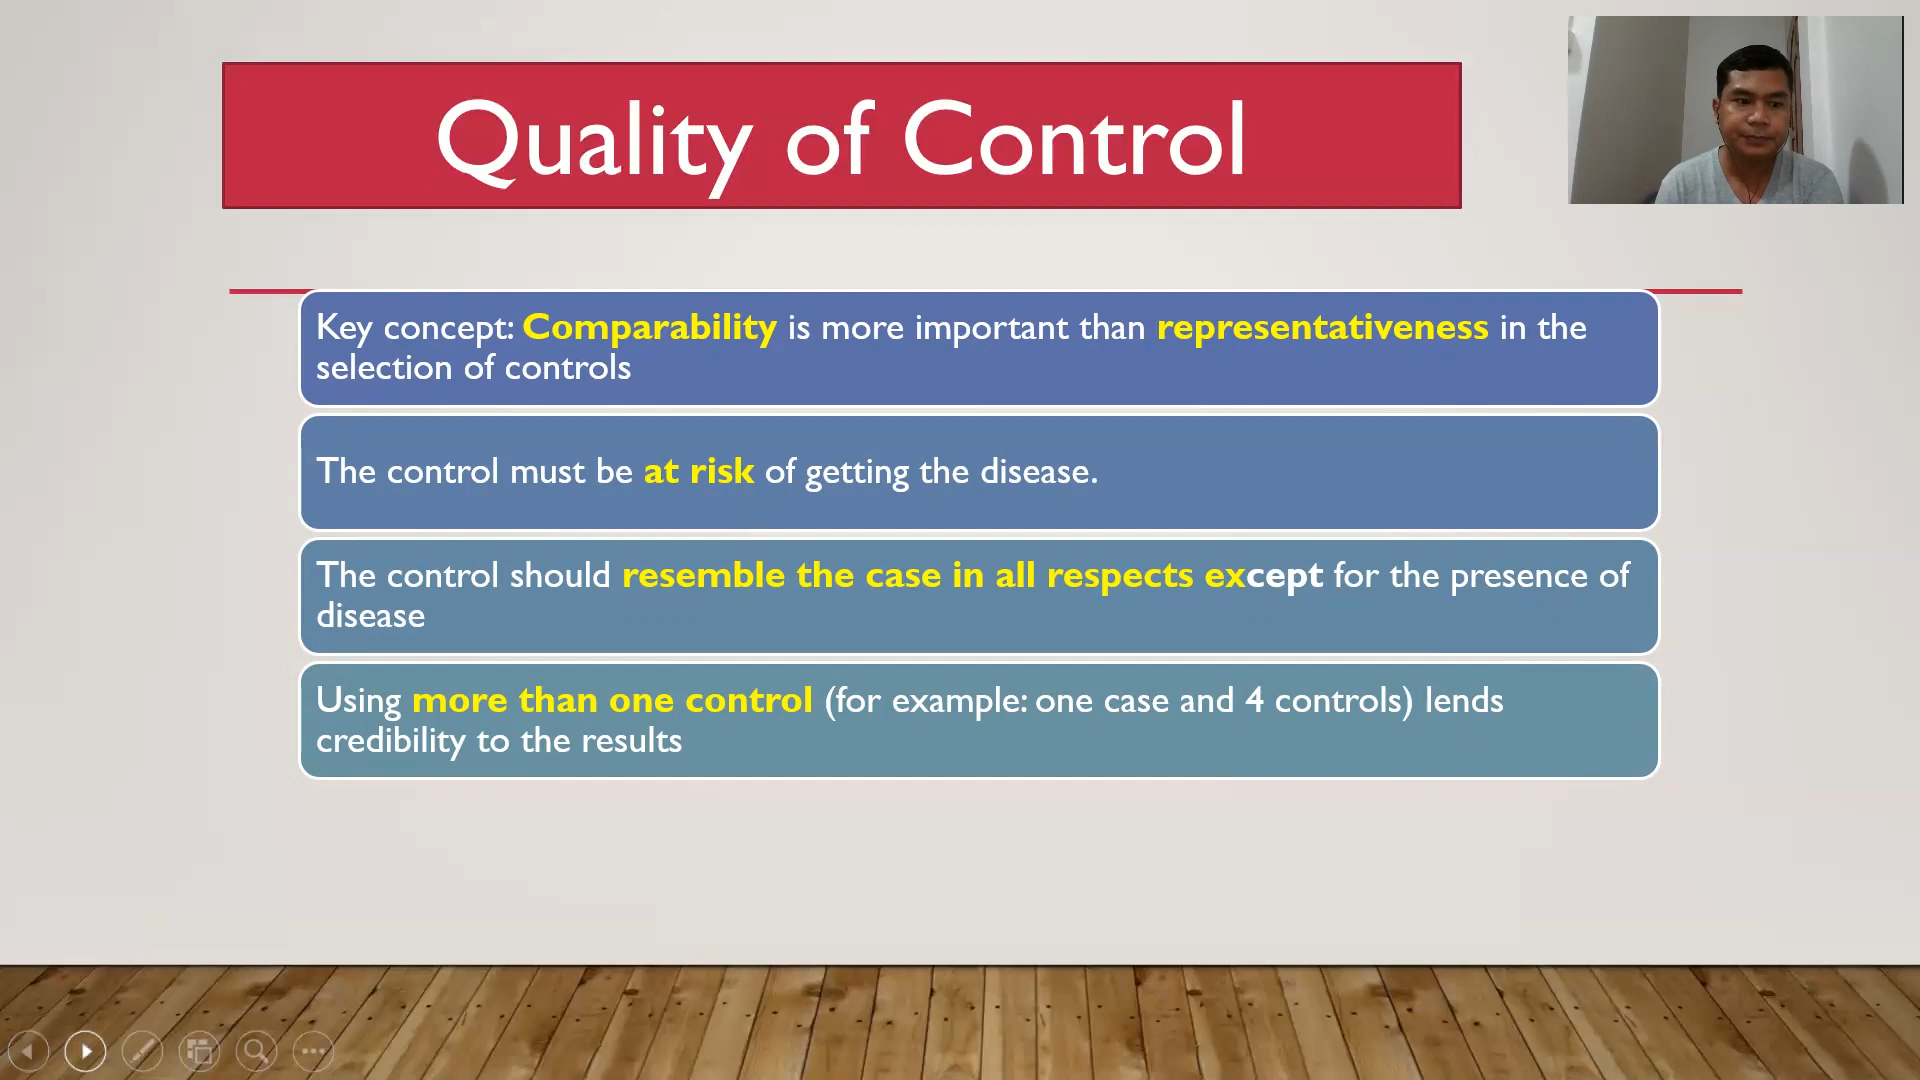 Quality of Control
Key concept: Comparability is more important than representativeness in the
selection of controls
The control must be at risk of getting the disease.
The control should resemble the case in all respects except for the presence of
disease
Using more than one control (for example: one case and 4 controls) lends
credibility to the results